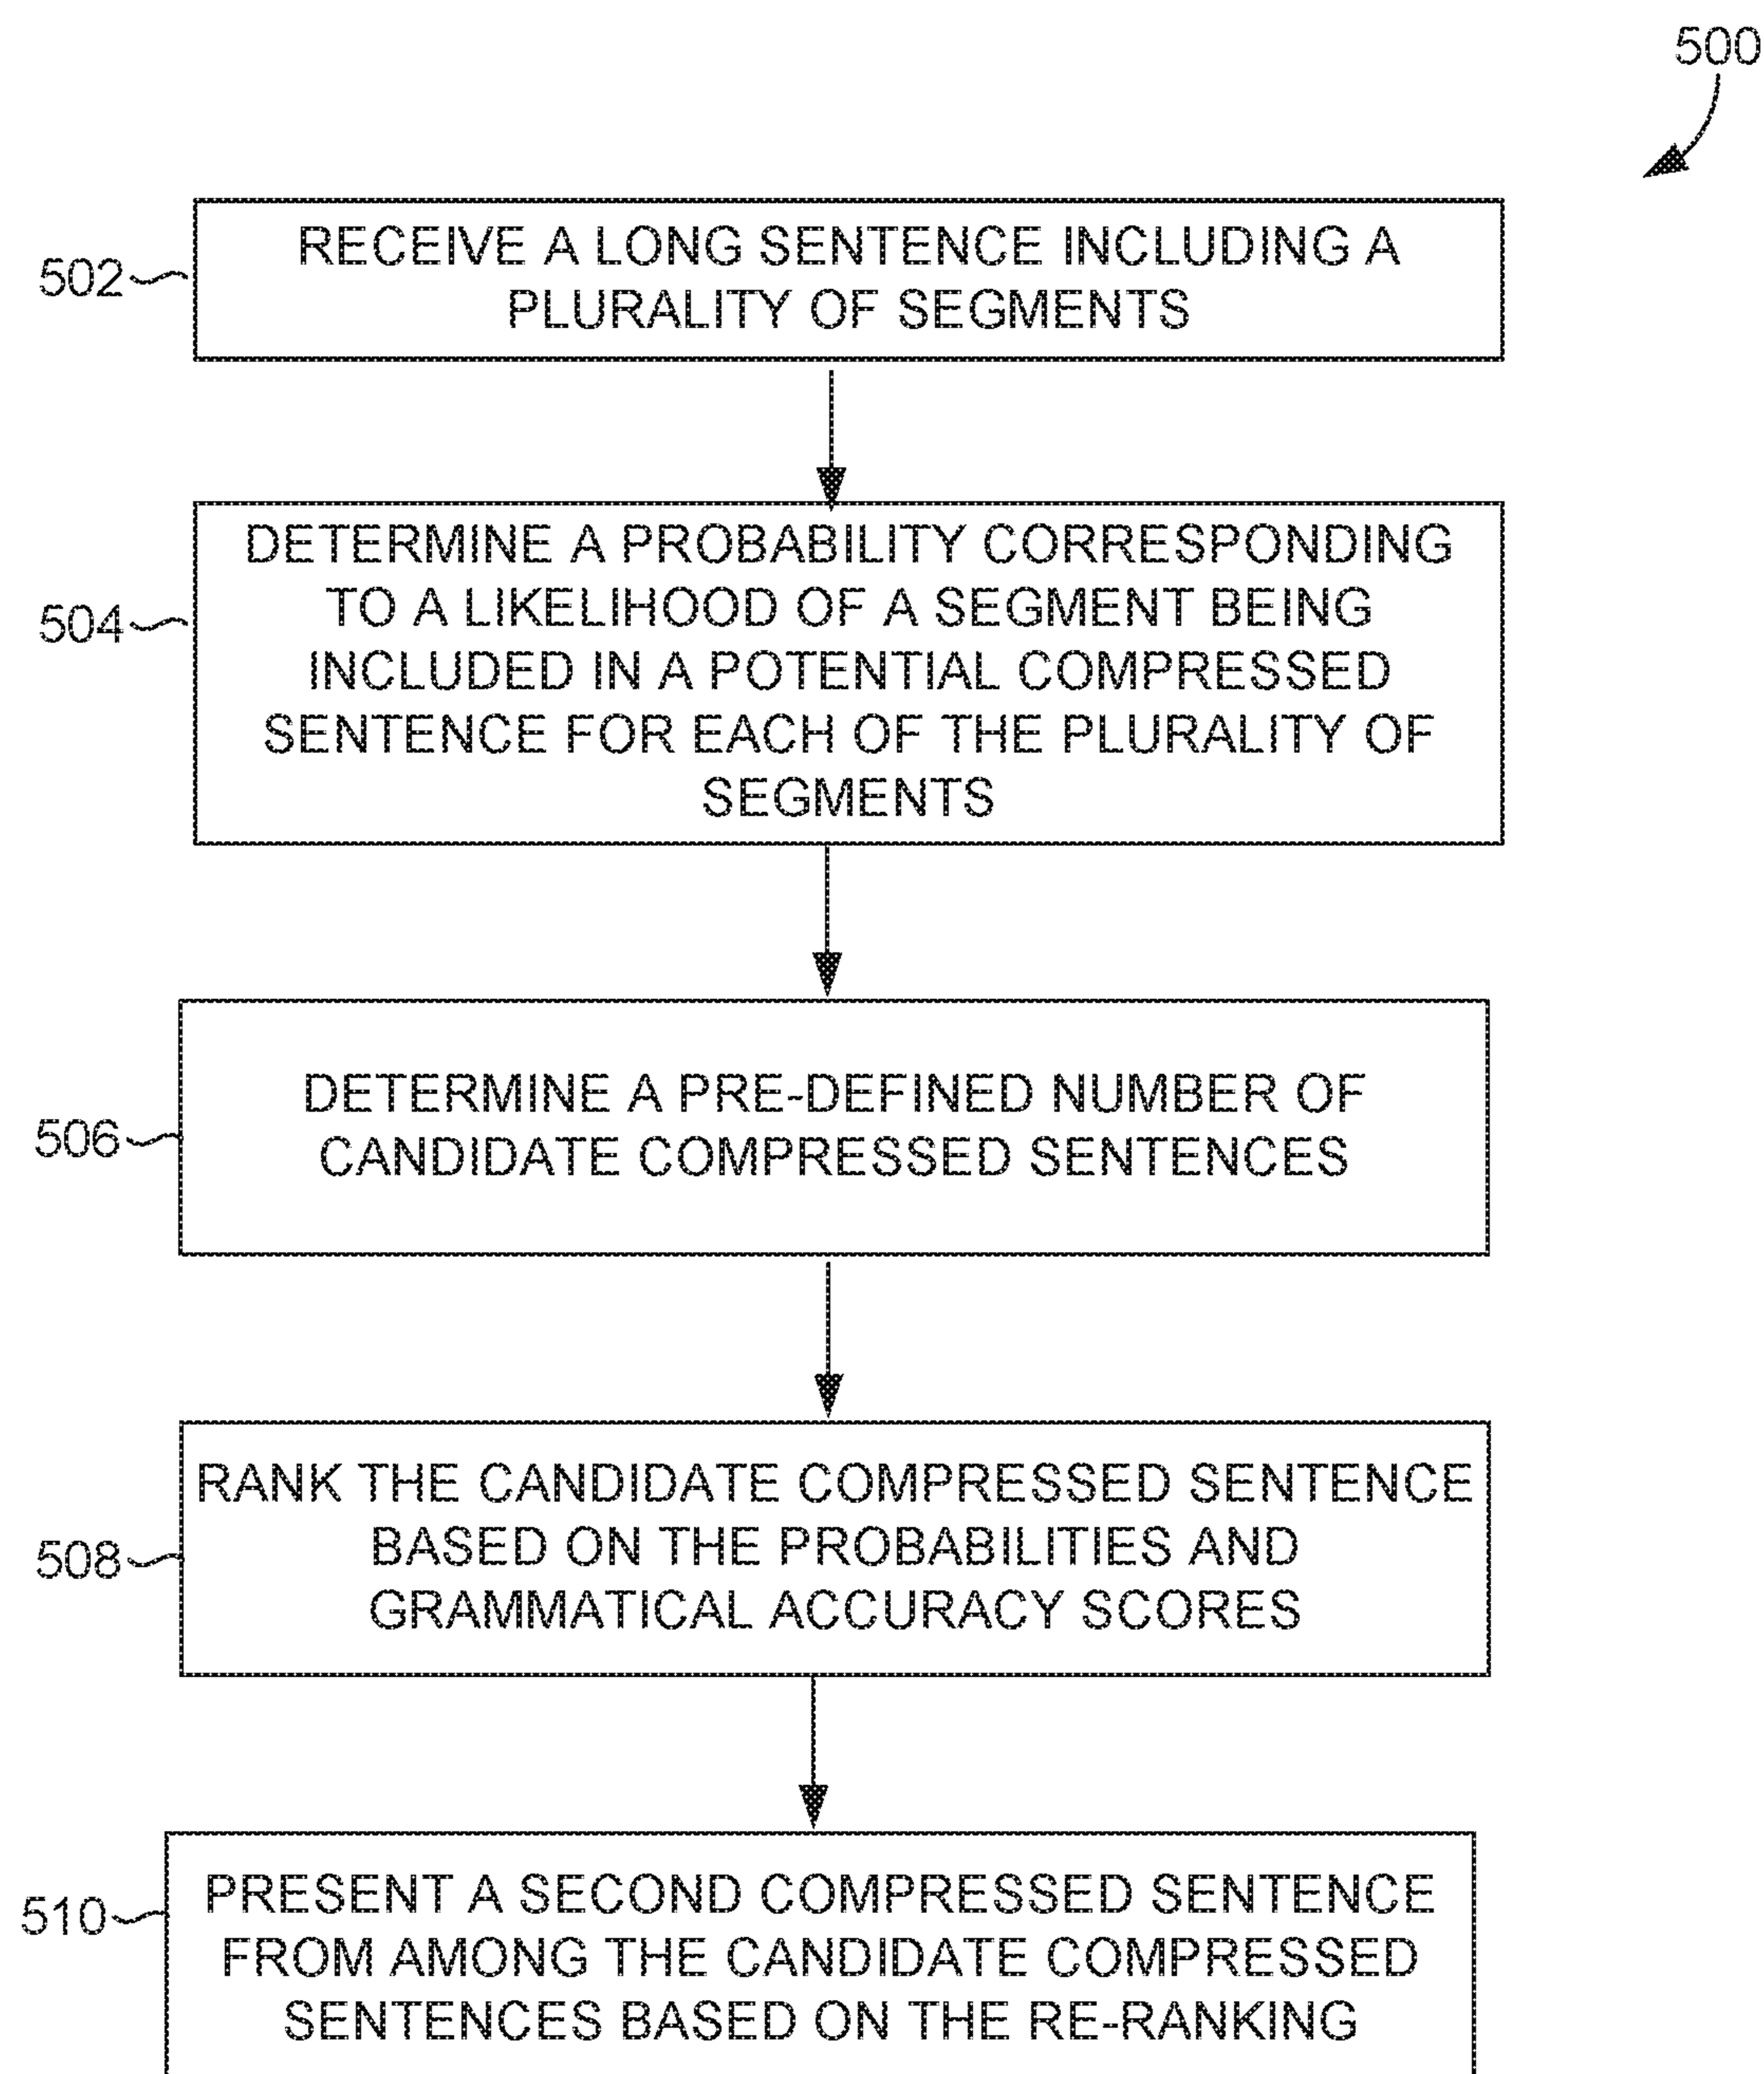 500
502
RECEIVE A LONG SENTENCE INCLUDING A
PLURALITY OF SEGMENTS
504
DETERMINE A PROBABILITY CORRESPONDING
TO A LIKELIHOOD OF A SEGMENT BEING
INCLUDED IN A POTENTIAL COMPRESSED
SENTENCE FOR EACH OF THE PLURALITY OF
SEGMENTS
506
DETERMINE A PRE-DEFINED NUMBER OF
CANDIDATE COMPRESSED SENTENCES
508
RANK THE CANDIDATE COMPRESSED SENTENCE
BASED ON THE PROBABILITIES AND
GRAMMATICAL ACCURACY SCORES
510
PRESENT A SECOND COMPRESSED SENTENCE
FROM AMONG THE CANDIDATE COMPRESSED
SENTENCES BASED ON THE RE-RANKING